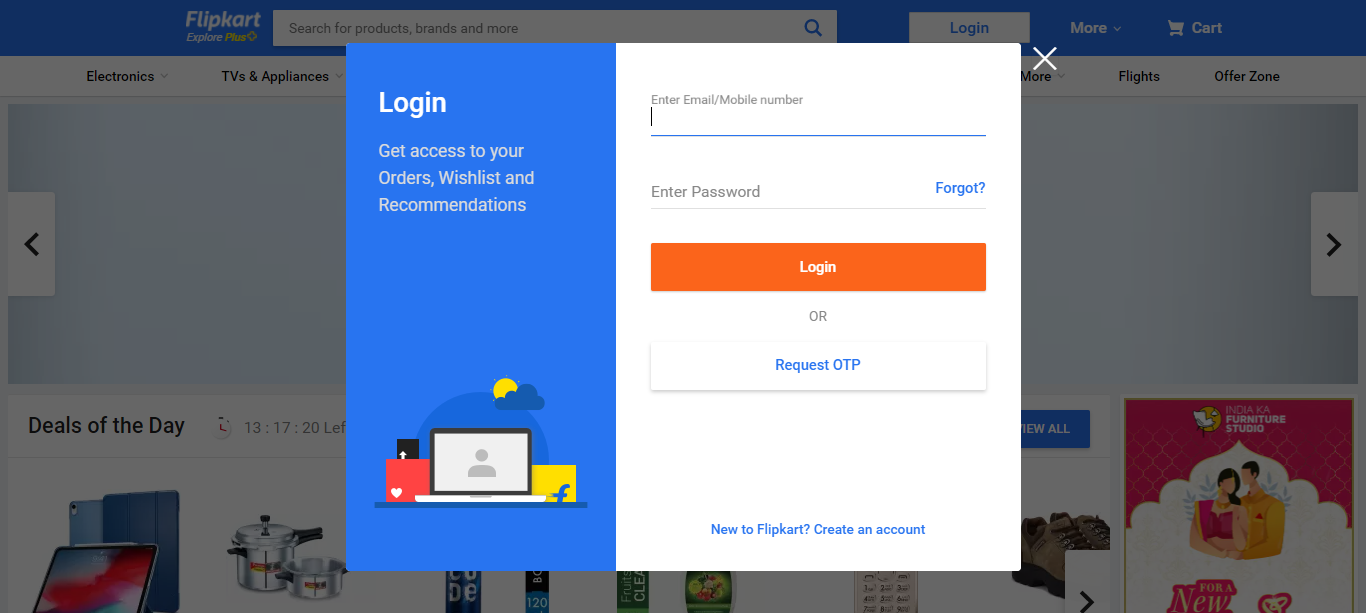 Flipkart
Explore Plus
Search for products, brands and more
Login
More
Cart
Electronics
TVs & Appliances
More
Flights
Offer Zone
Login
Get access to your
Orders, Wishlist and
Recommendations
Enter Email/Mobile number
Enter Password
Forgot?
Login
OR
Request OTP
New to Flipkart? Create an account
Deals of the Day
13 : 17 : 20 Lef
VIEW ALL
INDIA KA
FURNITURE
STUDIO
FOR A
New
Fruits
CLEA
120